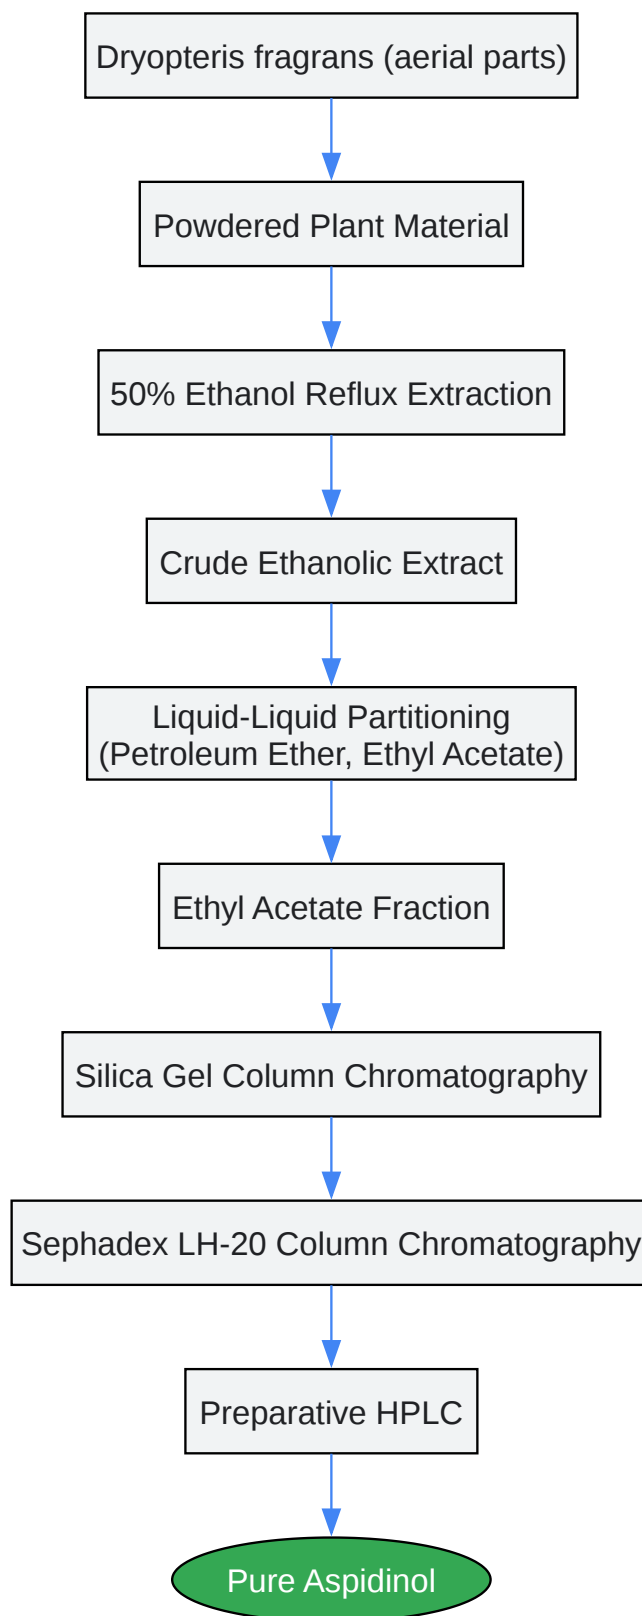 Dryopteris fragrans (aerial parts)
Powdered Plant Material
50% Ethanol Reflux Extraction
Crude Ethanolic Extract
Liquid-Liquid Partitioning
(Petroleum Ether, Ethyl Acetate)
Ethyl Acetate Fraction
Silica Gel Column Chromatography
Sephadex LH-20 Column Chromatography
Preparative HPLC
Pure Aspidinol